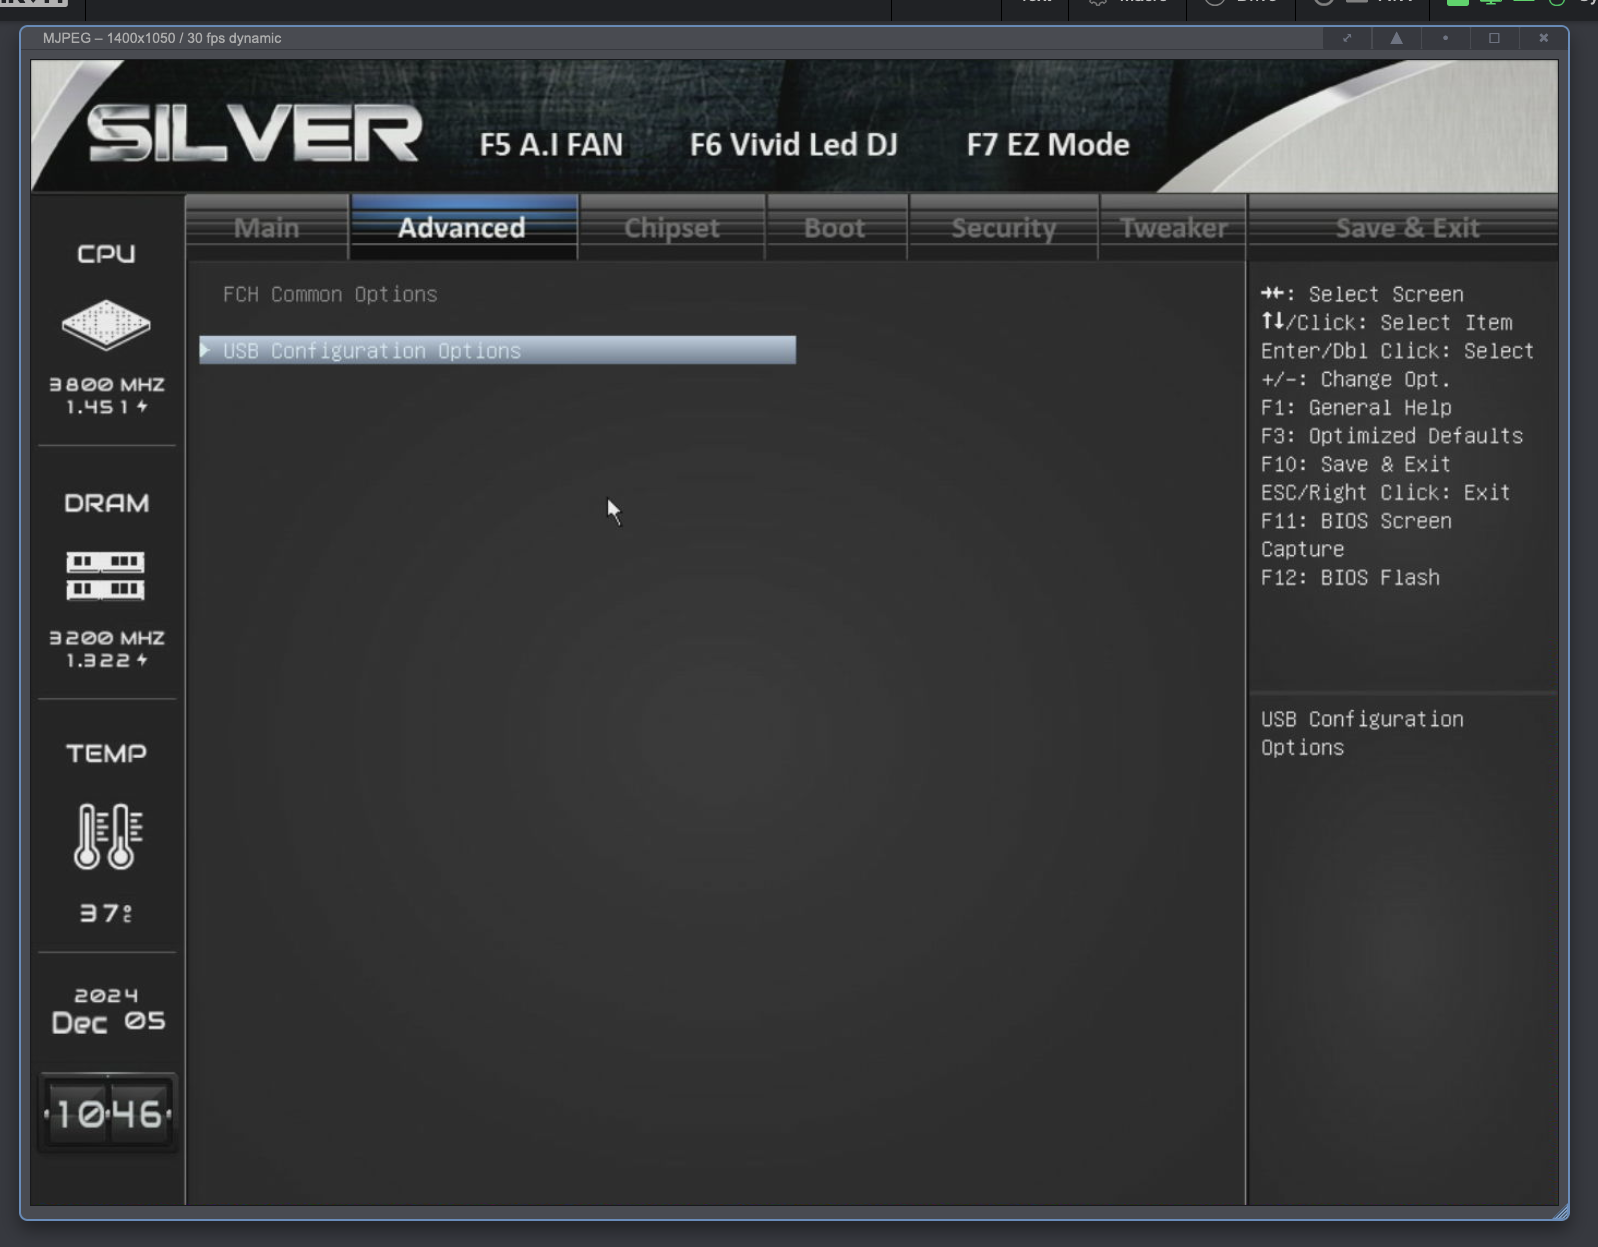 MJPEG – 1400x1050 / 30 fps dynamic
SILVER
F5 A.I FAN
F6 Vivid Led DJ
F7 EZ Mode
Main
Advanced
Chipset
Boot
Security
Tweaker
Save & Exit
CPU
3800 MHZ
1.451
DRAM
3200 MHZ
1.322
TEMP
37°C
2024
Dec 05
10:46
FCH Common Options
USB Configuration Options
→←: Select Screen
↑↓/Click: Select Item
Enter/Dbl Click: Select
+/-: Change Opt.
F1: General Help
F3: Optimized Defaults
F10: Save & Exit
ESC/Right Click: Exit
F11: BIOS Screen
Capture
F12: BIOS Flash
USB Configuration
Options